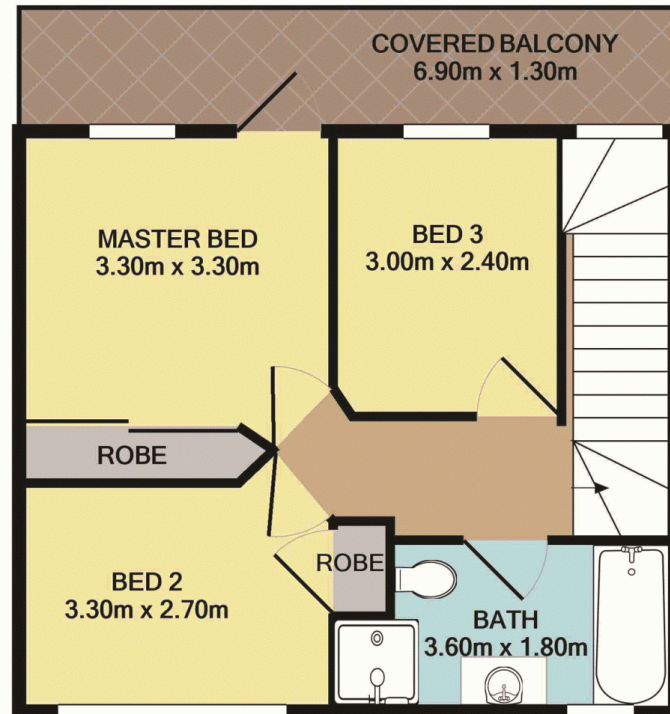 COVERED BALCONY
6.90m x 1.30m
MASTER BED
3.30m x 3.30m
BED 3
3.00m x 2.40m
ROBE
BED 2
3.30m x 2.70m
ROBE
BATH
3.60m x 1.80m